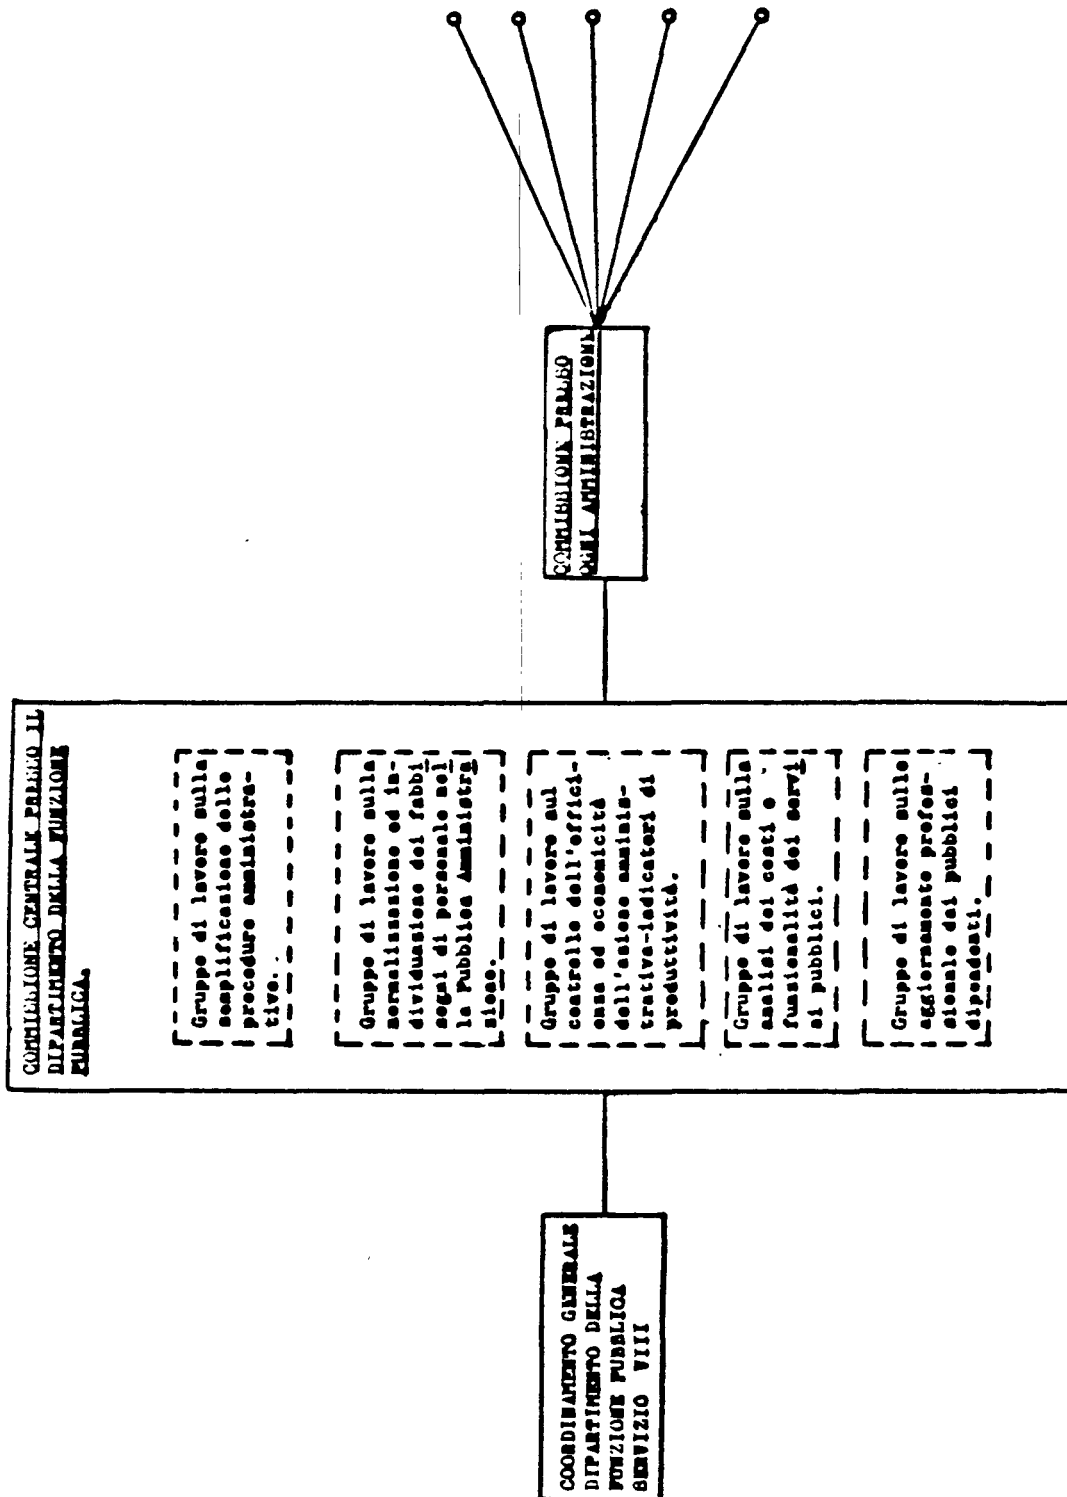 COORDINAMENTO GENERALE
DIPARTIMENTO DELLA
FUNZIONE PUBBLICA
SERVIZIO VIII
COMMISSIONE CENTRALE PRESSO IL
DIPARTIMENTO DELLA FUNZIONE
PUBBLICA.
Gruppo di lavoro sulla
semplificazione delle
procedure amministra-
tive.
Gruppo di lavoro sulla
normalizzazione ed in-
dividuazione dei fabbi
sogni di personale nel
la Pubblica Amministra
zione.
Gruppo di lavoro sul
controllo dell'effici-
enza ed economicità
dell'azione amminis-
trativa-indicatori di
produttività.
Gruppo di lavoro sulla
analisi dei costi e
funzionalità dei servi
zi pubblici.
Gruppo di lavoro sullo
aggiornamento profes-
sionale dei pubblici
dipendenti.
COMMISSIONE PRESSO
OGNI AMMINISTRAZIONE